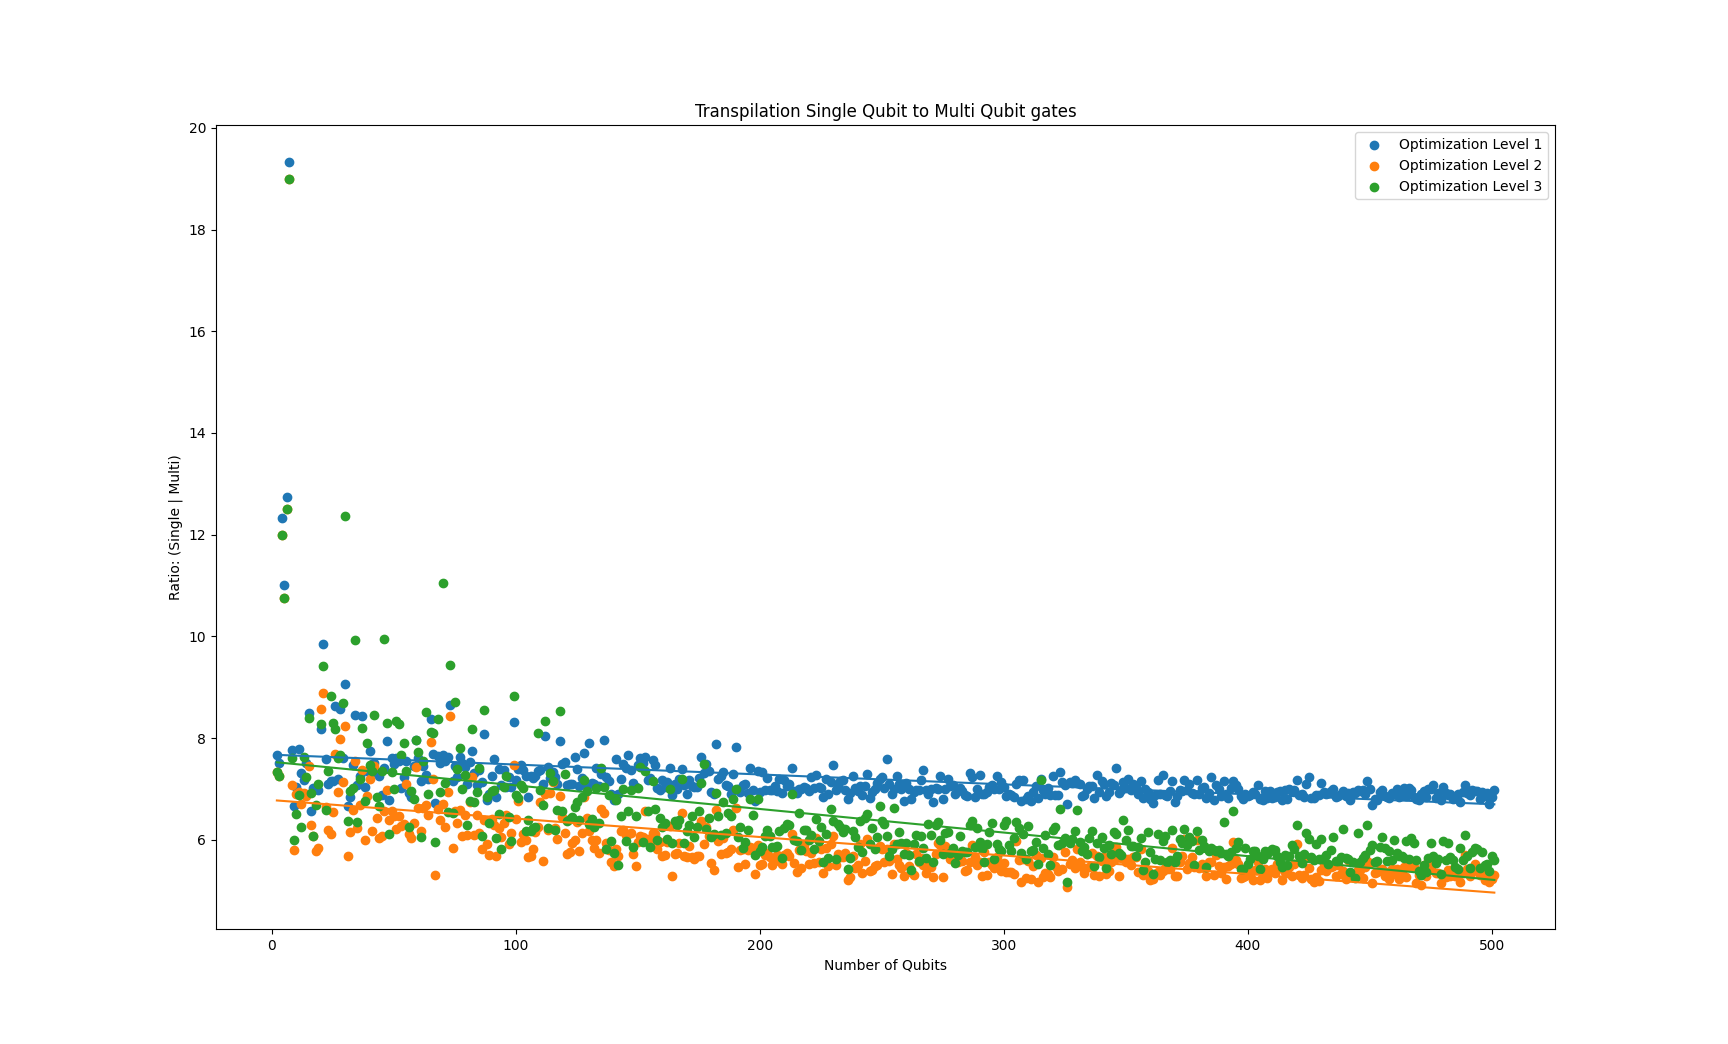 Transpilation Single Qubit to Multi Qubit gates
Optimization Level 1
Optimization Level 2
Optimization Level 3
Ratio: (Single | Multi)
20
18
16
14
12
10
8
6
0 100 200 300 400 500
Number of Qubits